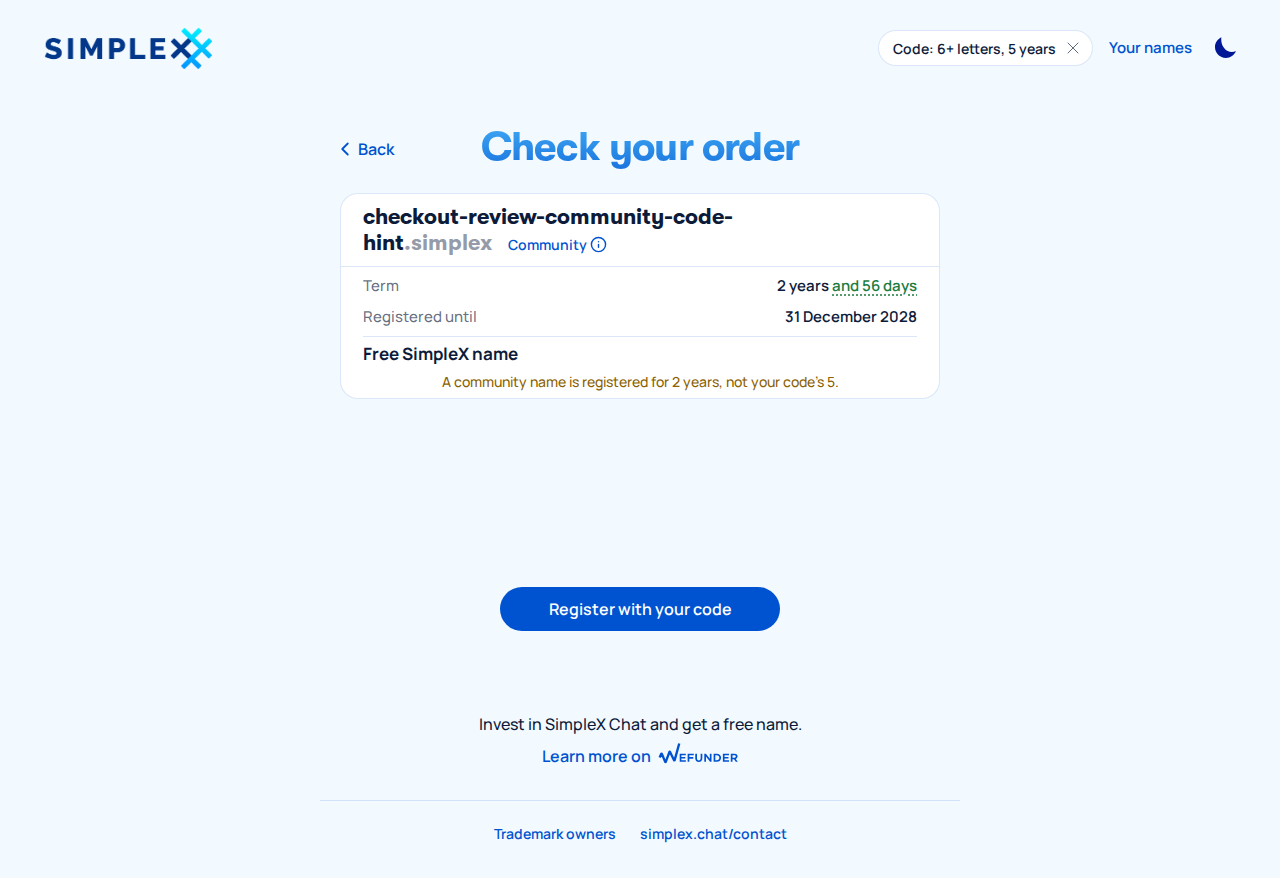 SIMPLEX
Code: 6+ letters, 5 years
Your names
Back
Check your order
checkout-review-community-code-
hint.simplex Community
Term 2 years and 56 days
Registered until 31 December 2028
Free SimpleX name
A community name is registered for 2 years, not your code's 5.
Register with your code
Invest in SimpleX Chat and get a free name.
Learn more on WEFUNDER
Trademark owners simplex.chat/contact